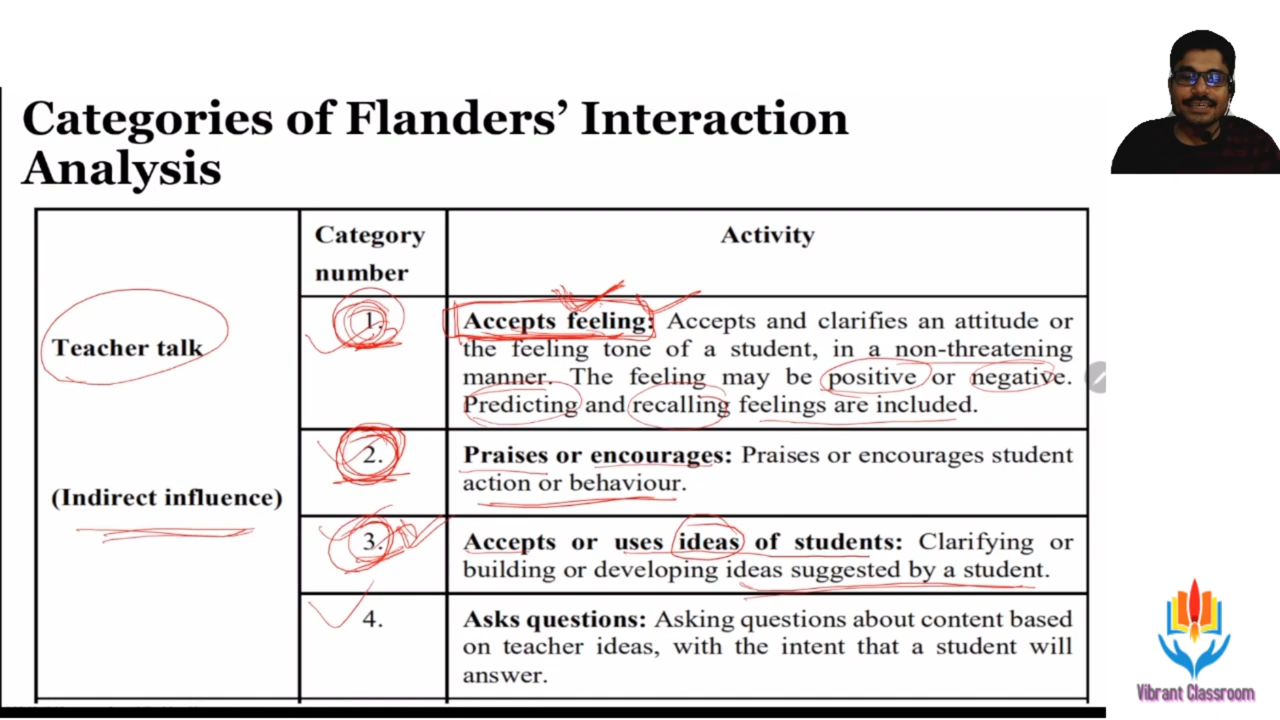 Categories of Flanders’ Interaction
Analysis
Category
number
Activity
Teacher talk
(Indirect influence)
1.
Accepts feeling: Accepts and clarifies an attitude or
the feeling tone of a student, in a non-threatening
manner. The feeling may be positive or negative.
Predicting and recalling feelings are included.
2.
Praises or encourages: Praises or encourages student
action or behaviour.
3.
Accepts or uses ideas of students: Clarifying or
building or developing ideas suggested by a student.
4.
Asks questions: Asking questions about content based
on teacher ideas, with the intent that a student will
answer.
Vibrant Classroom